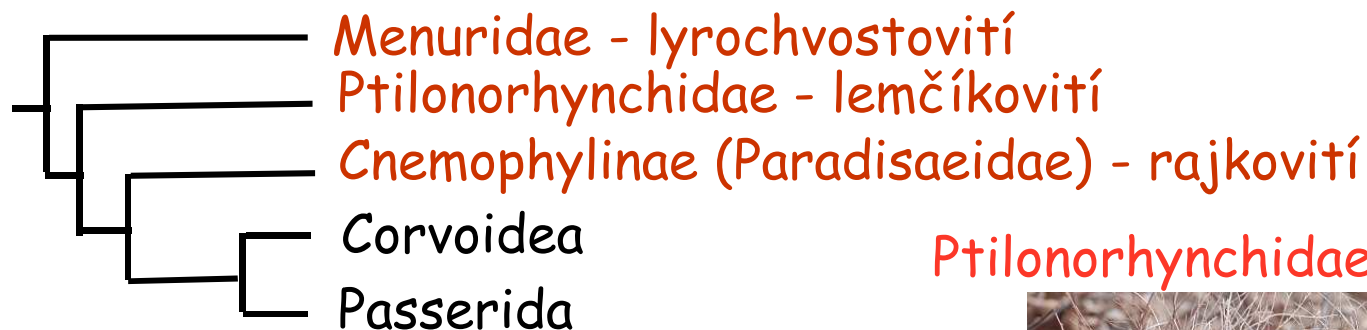 Menuridae - lyrochvostovití
Ptilonorhynchidae - lemčíkovití
Cnemophylinae (Paradisaeidae) - rajkovití
Corvoidea
Ptilonorhynchidae
Passerida